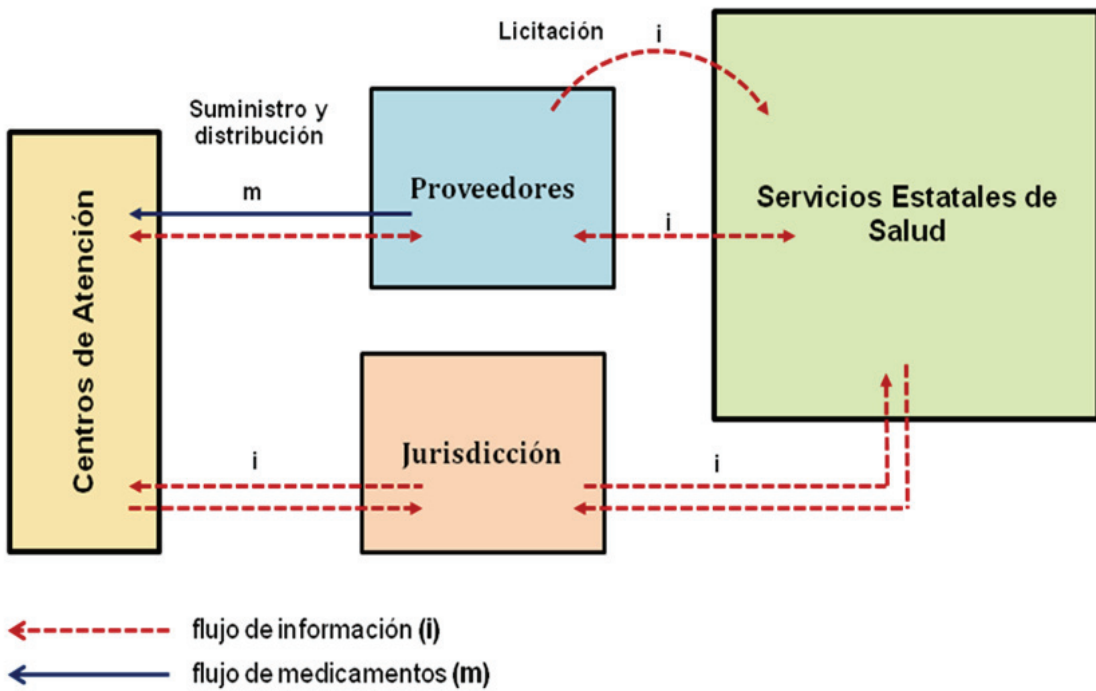 Licitación
i
Suministro y
distribución
m
Proveedores
i
Servicios Estatales de
Salud
Centros de Atención
i
Jurisdicción
i
flujo de información (i)
flujo de medicamentos (m)